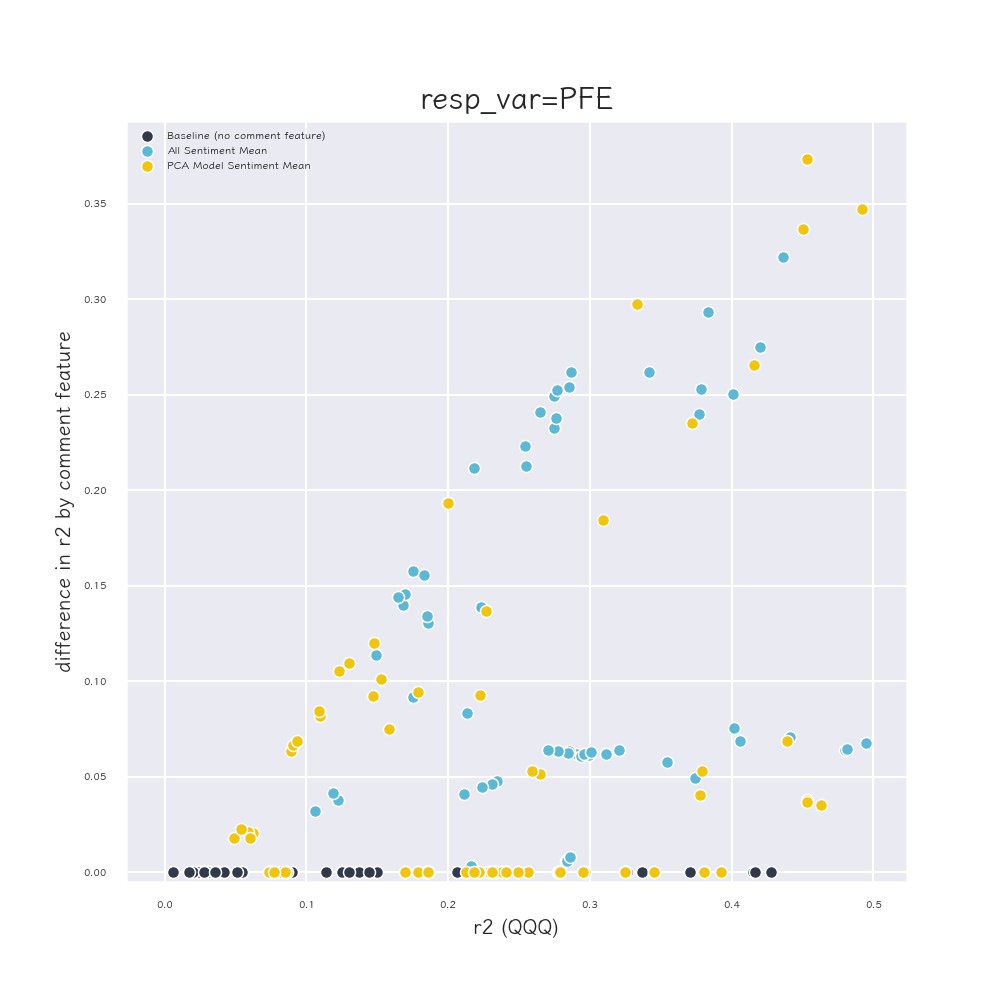 resp_var=PFE
Baseline (no comment feature)
All Sentiment Mean
PCA Model Sentiment Mean
difference in r2 by comment feature
0.35
0.30
0.25
0.20
0.15
0.10
0.05
0.00
0.0 0.1 0.2 0.3 0.4 0.5
r2 (QQQ)